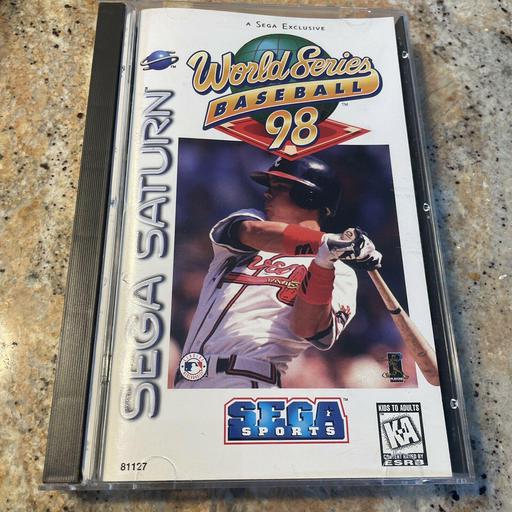 A SEGA EXCLUSIVE
World Series
BASEBALL
98
SEGA SATURN
SEGA
SPORTS
81127
KIDS TO ADULTS
K-A
CONTENT RATED BY
ESRB